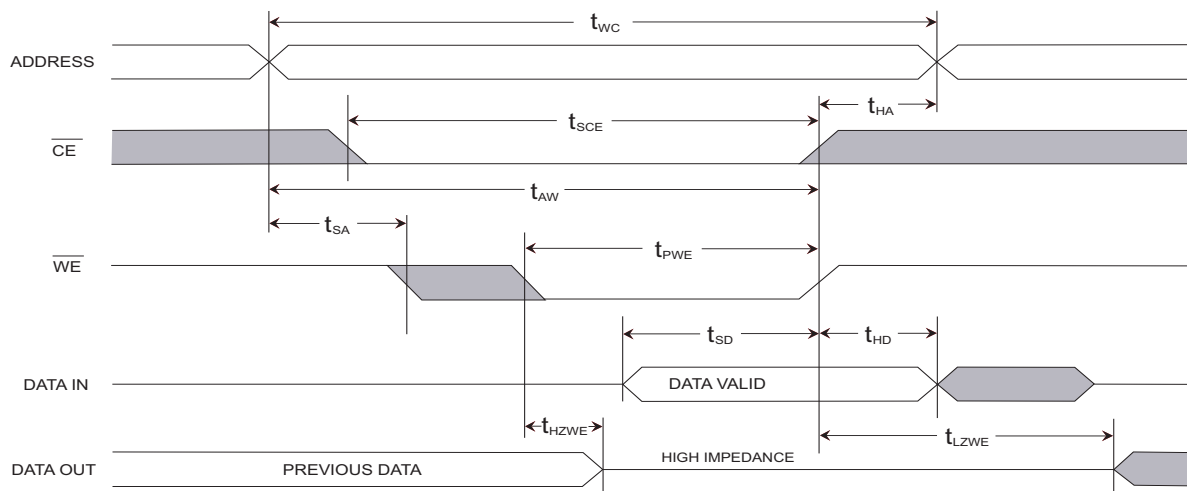 tWC
ADDRESS
tHA
tSCE
CE
tAW
tSA
tPWE
WE
tSD
tHD
DATA IN
DATA VALID
tHZWE
tLZWE
DATA OUT
PREVIOUS DATA
HIGH IMPEDANCE